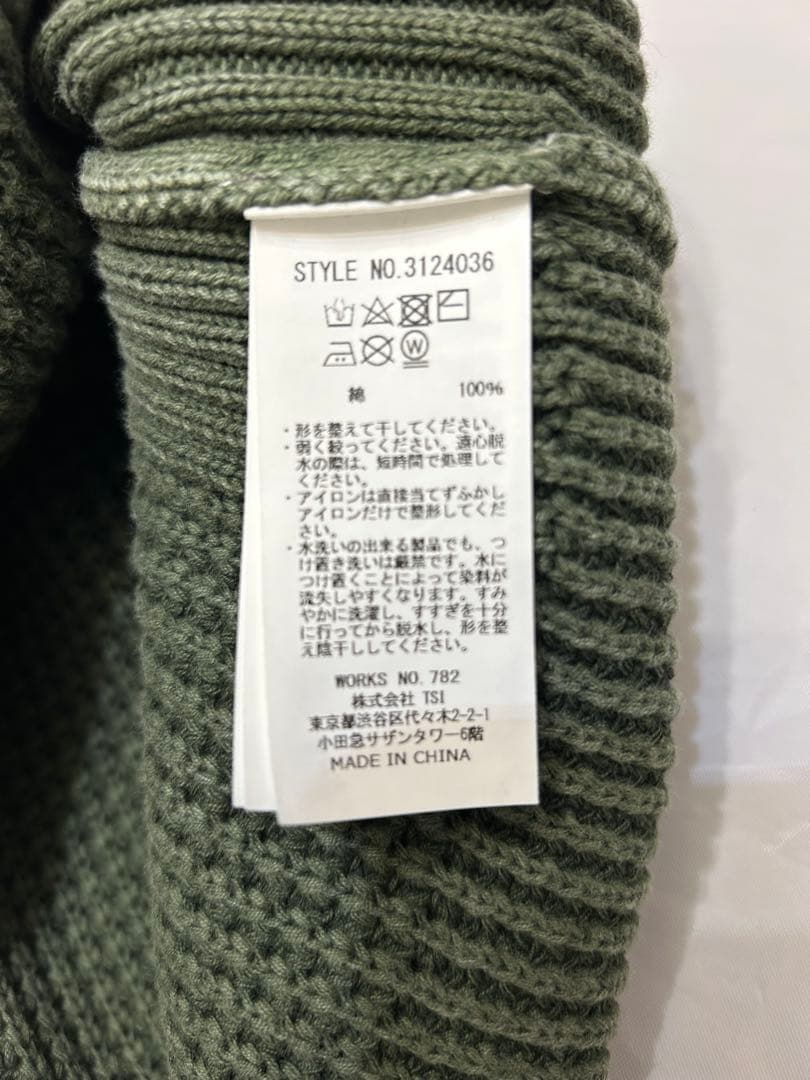 STYLE NO.3124036
W
綿 100%
・形を整えて干してください。
・弱く絞ってください。遠心脱
水の際は、短時間で処理して
ください。
・アイロンは直接当てずふかし
アイロンだけで整形してくだ
さい。
・水洗いの出来る製品でも、つ
け置き洗いは厳禁です。水に
つけ置くことによって染料が
流失しやすくなります。すみ
やかに洗濯し、すすぎを十分
に行ってから脱水し、形を整
え陰干ししてください。
WORKS NO.782
株式会社 TSI
東京都渋谷区代々木2-2-1
小田急サザンタワー6階
MADE IN CHINA